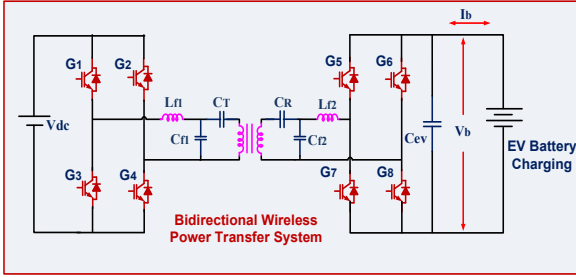 Ib
G1
G2
G5
G6
Lf1
CT
CR
Lf2
Vdc
Cf1
Cf2
Cev
Vb
EV Battery
Charging
G3
G4
G7
G8
Bidirectional Wireless
Power Transfer System